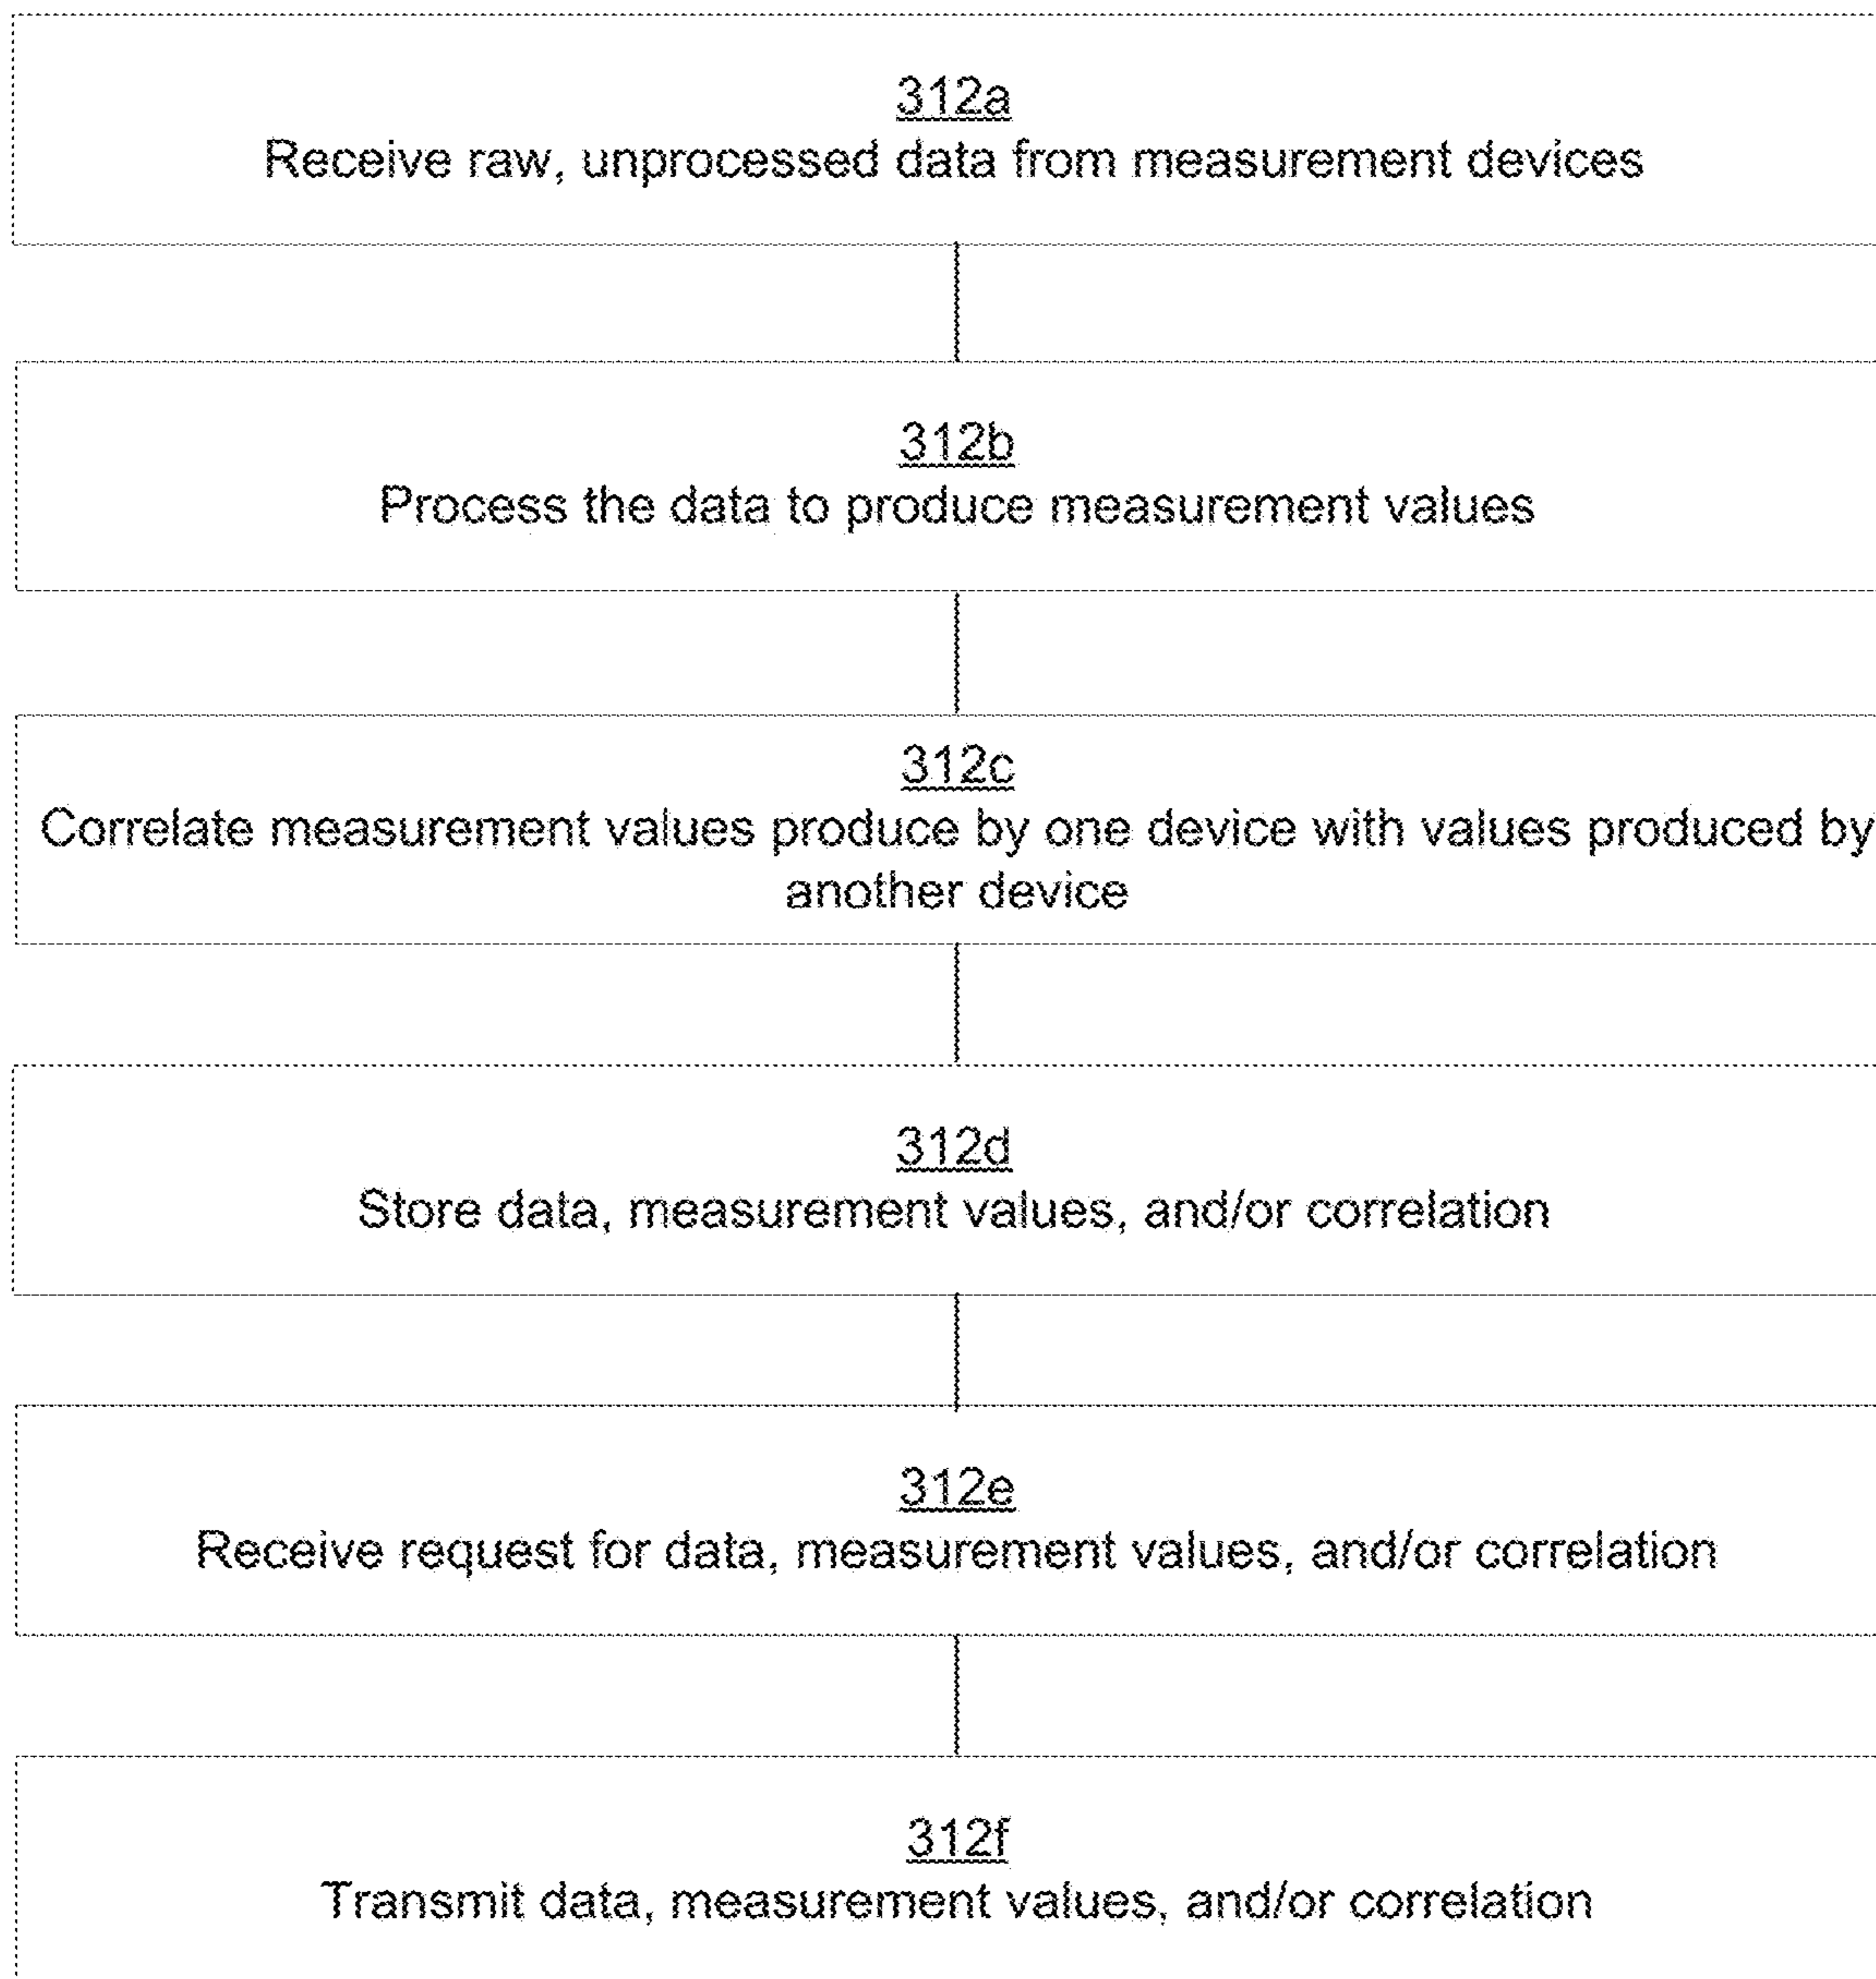 312a
Receive raw, unprocessed data from measurement devices
312b
Process the data to produce measurement values
312c
Correlate measurement values produce by one device with values produced by
another device
312d
Store data, measurement values, and/or correlation
312e
Receive request for data, measurement values, and/or correlation
312f
Transmit data, measurement values, and/or correlation